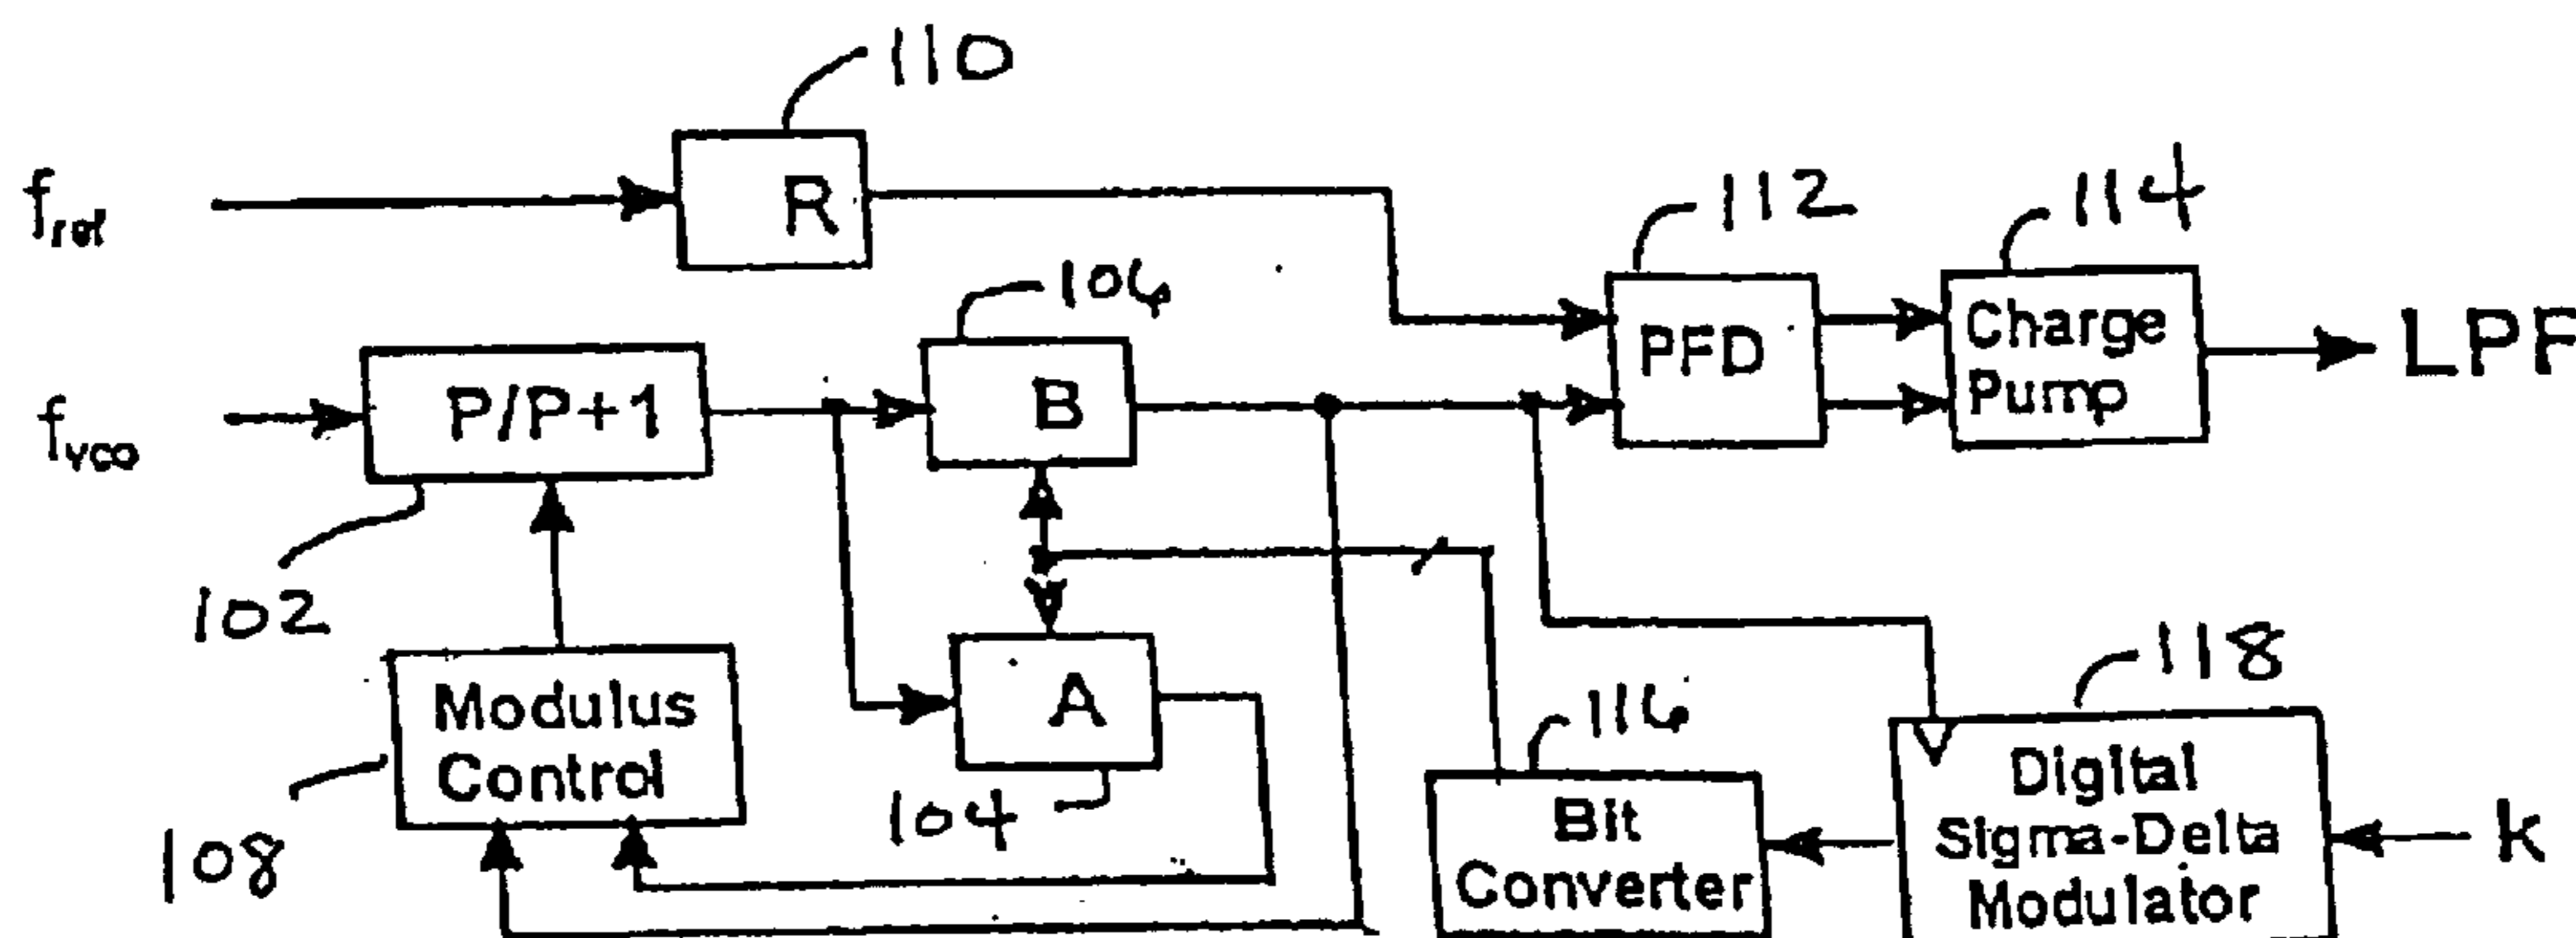 110
f_ref
R
112
114
106
Charge
Pump
PFD
LPF
f_vco
P/P+1
B
102
118
Modulus
Control
A
116
108
104
Bit
Converter
Digital
Sigma-Delta
Modulator
k